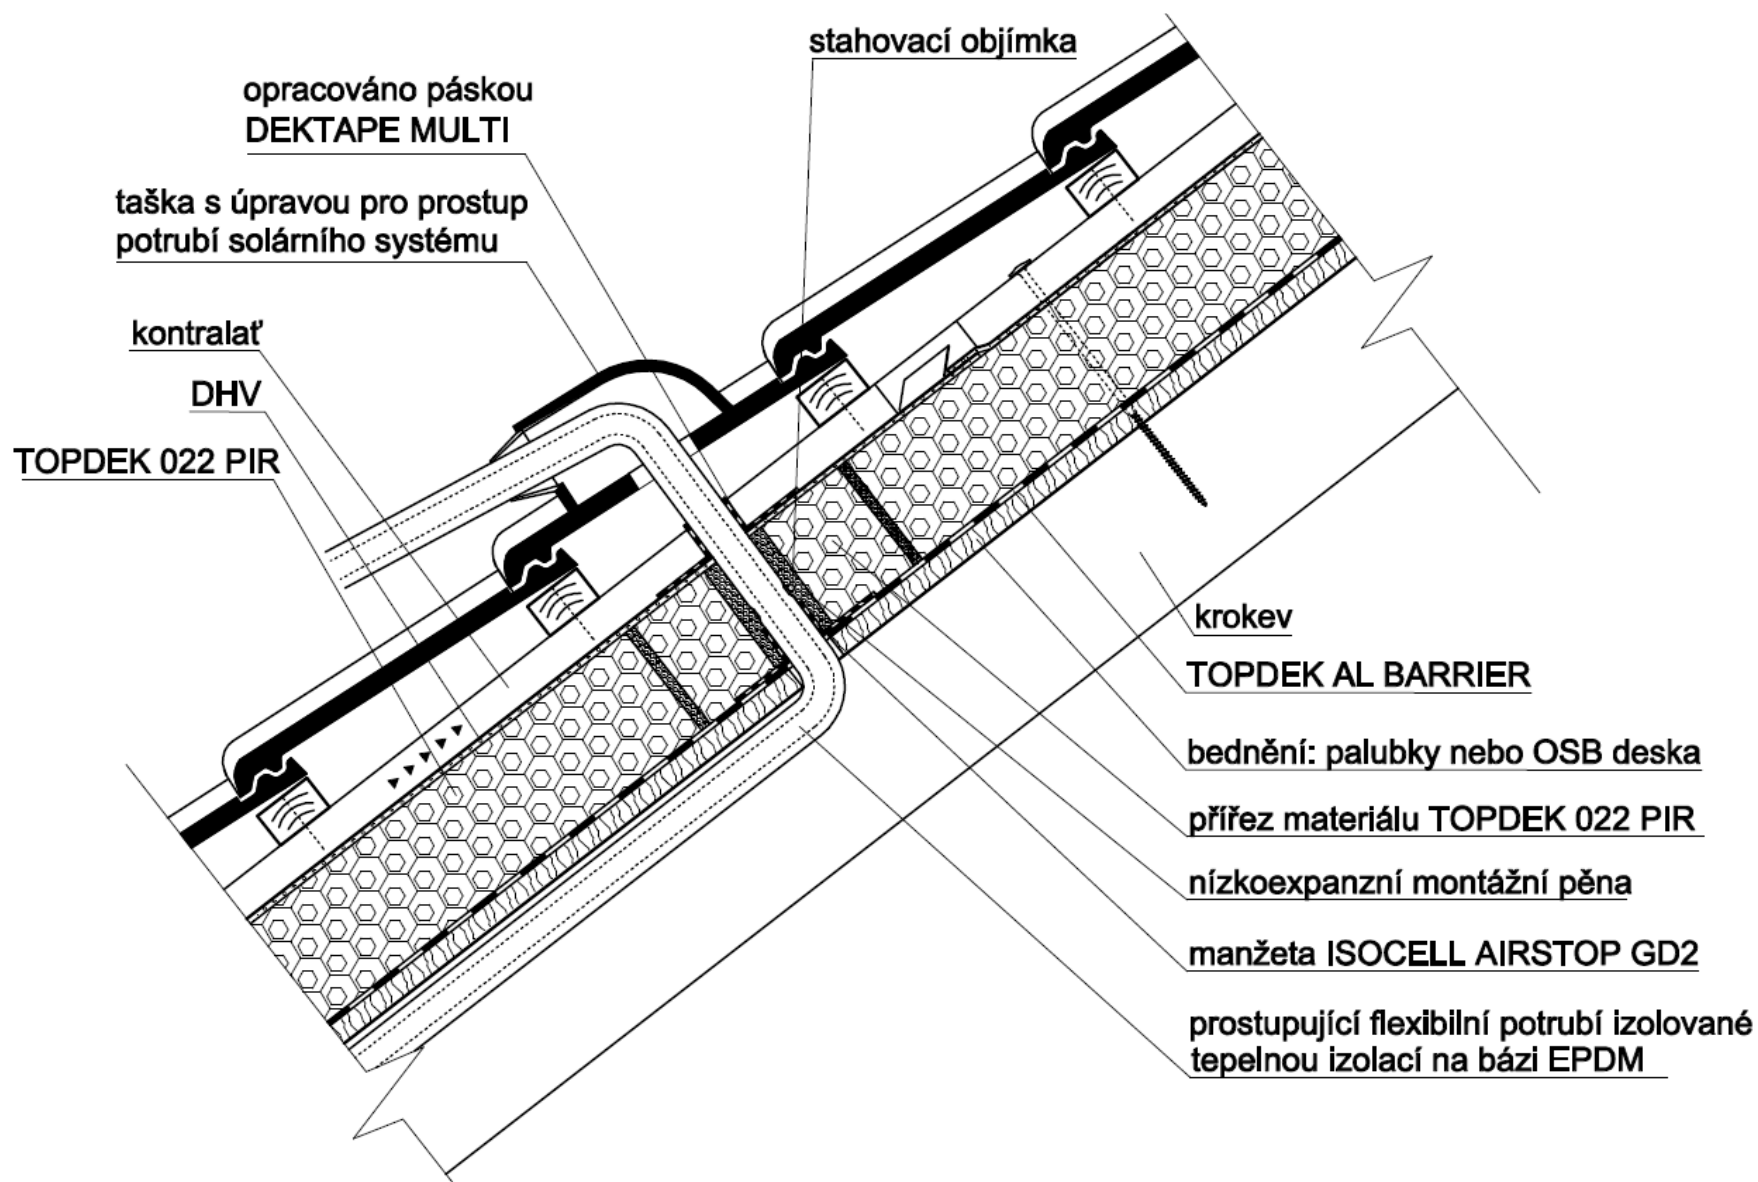 stahovací objímka
opracováno páskou
DEKTAPE MULTI
taška s úpravou pro prostup
potrubí solárního systému
kontralať
DHV
TOPDEK 022 PIR
krokev
TOPDEK AL BARRIER
bednění: palubky nebo OSB deska
přířez materiálu TOPDEK 022 PIR
nízkoexpanzní montážní pěna
manžeta ISOCELL AIRSTOP GD2
prostupující flexibilní potrubí izolované
tepelnou izolací na bázi EPDM